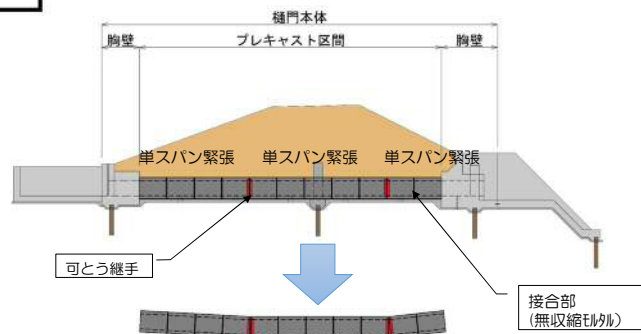 樋門本体
胸壁 プレキャスト区間 胸壁
単スパン緊張 単スパン緊張 単スパン緊張
可とう継手
接合部
(無収縮ﾓﾙﾀﾙ)